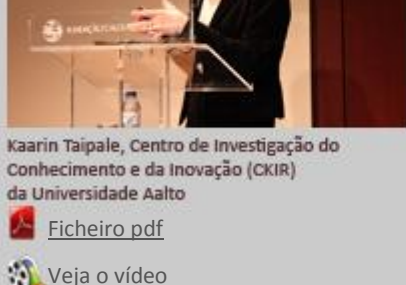 Kaarin Taipale, Centro de Investigação do
Conhecimento e da Inovação (CKIR)
da Universidade Aalto
Ficheiro pdf
Veja o vídeo